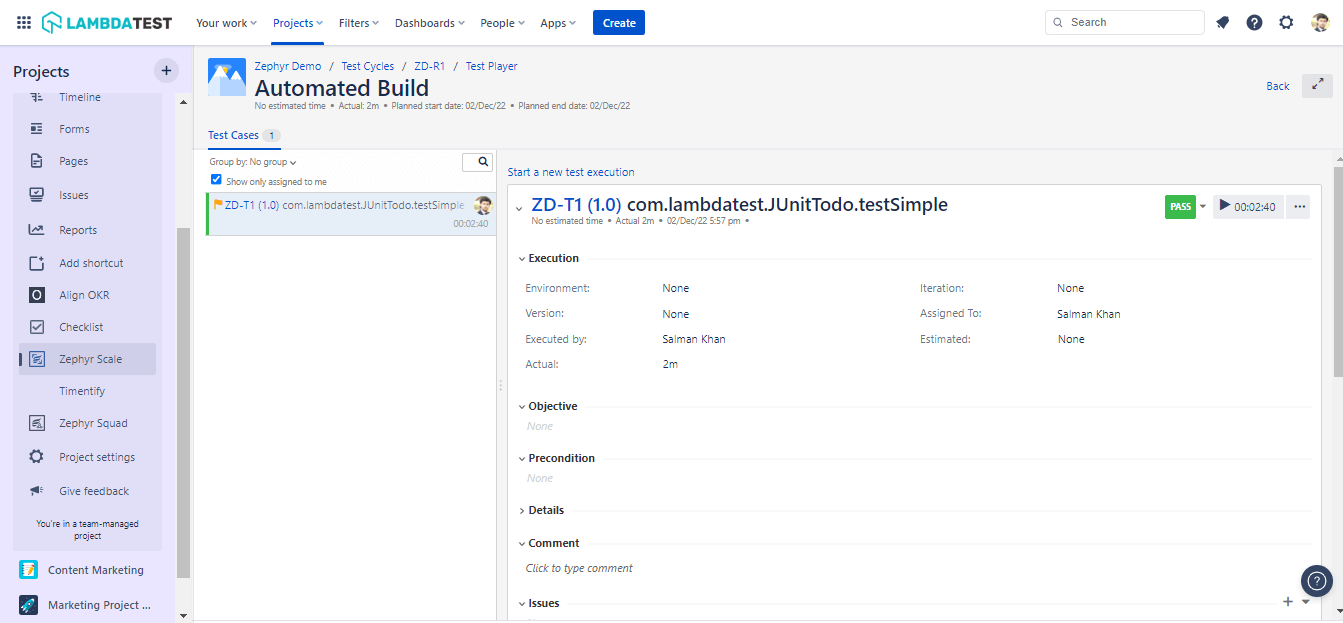 LAMBDATEST Your work Projects Filters Dashboards People Apps Create Search
Projects
Timeline
Forms
Pages
Issues
Reports
Add shortcut
Align OKR
Checklist
Zephyr Scale
Timentify
Zephyr Squad
Project settings
Give feedback
You're in a team-managed
project
Content Marketing
Marketing Project ...
Zephyr Demo / Test Cycles / ZD-R1 / Test Player
Automated Build
No estimated time • Actual: 2m • Planned start date: 02/Dec/22 • Planned end date: 02/Dec/22
Back
Test Cases 1
Group by: No group
Show only assigned to me
ZD-T1 (1.0) com.lambdatest.JUnitTodo.testSimple
00:02:40
Start a new test execution
ZD-T1 (1.0) com.lambdatest.JUnitTodo.testSimple
No estimated time • Actual 2m • 02/Dec/22 5:57 pm •
PASS 00:02:40 ...
Execution
Environment: None Iteration: None
Version: None Assigned To: Salman Khan
Executed by: Salman Khan Estimated: None
Actual: 2m
Objective
None
Precondition
None
Details
Comment
Click to type comment
Issues